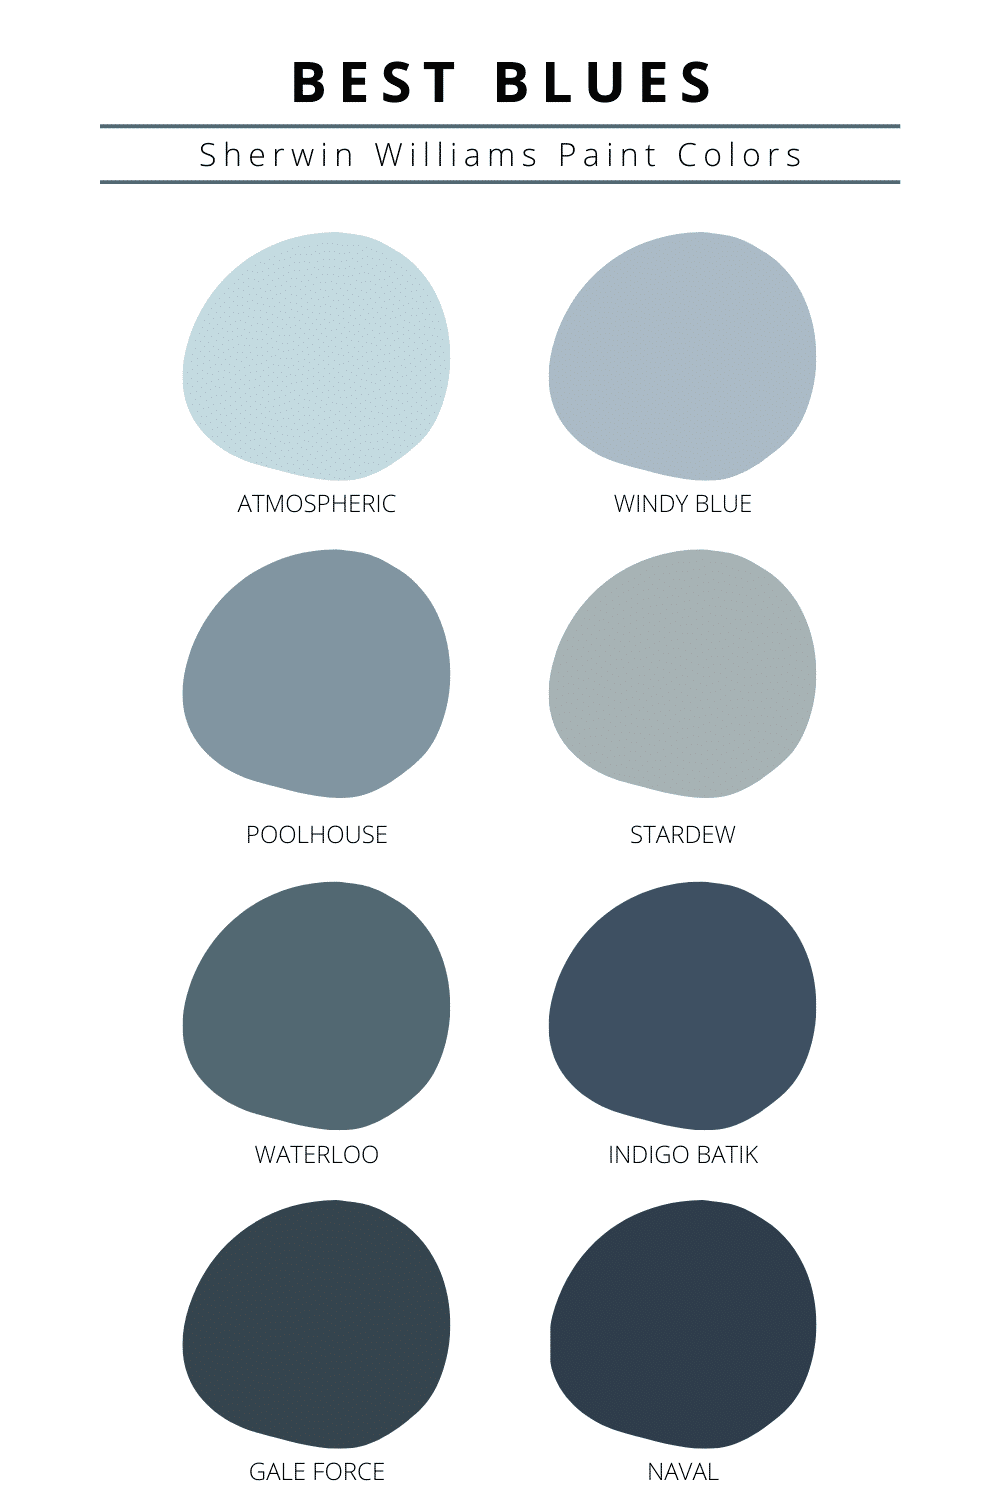 BEST BLUES
Sherwin Williams Paint Colors
ATMOSPHERIC
WINDY BLUE
POOLHOUSE
STARDEW
WATERLOO
INDIGO BATIK
GALE FORCE
NAVAL